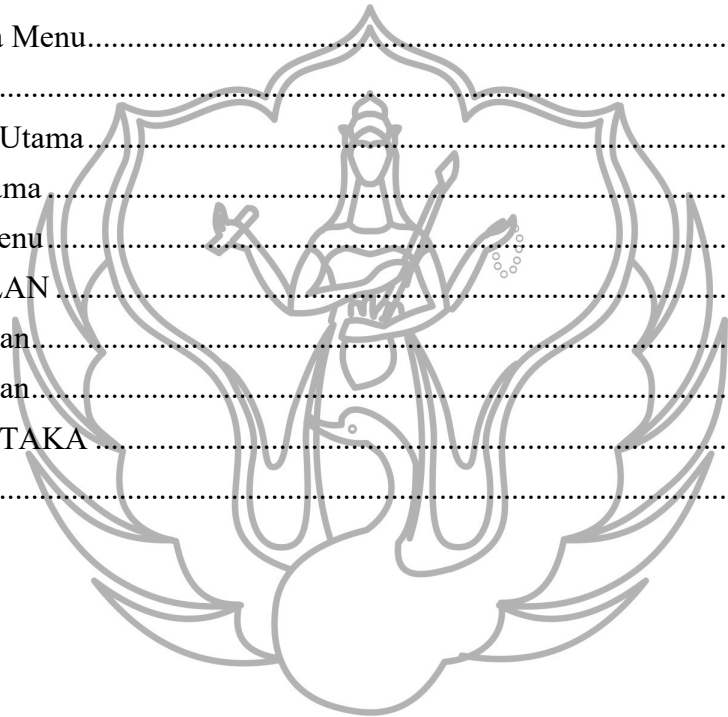 a Menu........................................................................................
........................................................................................
Utama........................................................................................
ama........................................................................................
enu........................................................................................
LAN........................................................................................
an........................................................................................
an........................................................................................
TAKA........................................................................................
........................................................................................